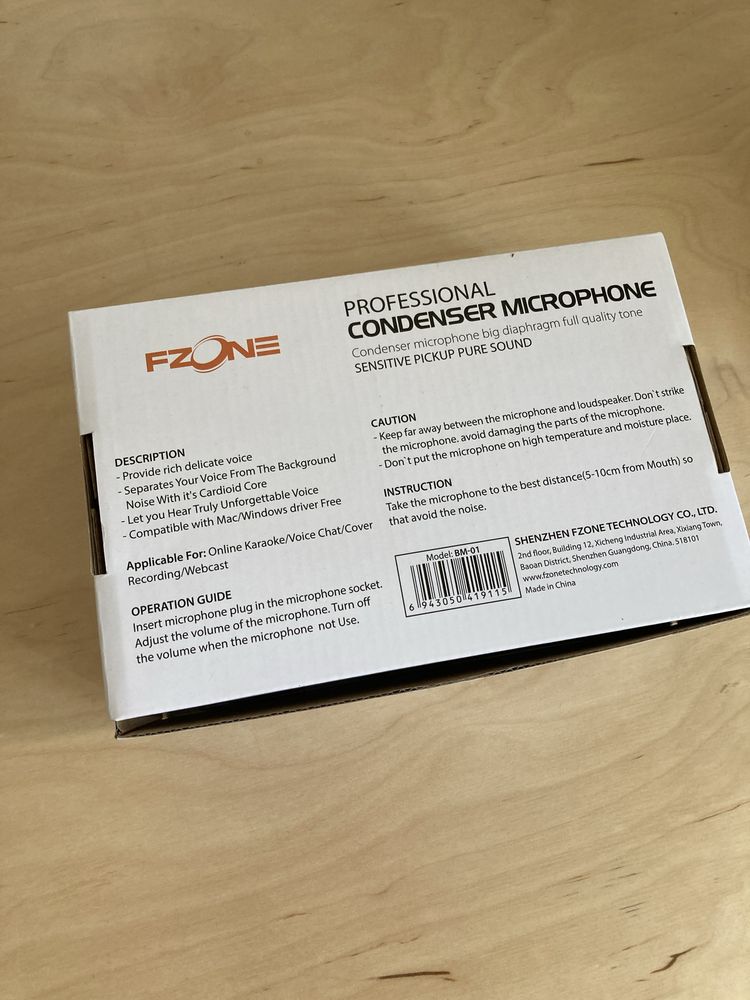 FZONE
PROFESSIONAL
CONDENSER MICROPHONE
Condenser microphone big diaphragm full quality tone
SENSITIVE PICKUP PURE SOUND
DESCRIPTION
- Provide rich delicate voice
- Separates Your Voice From The Background
Noise With it's Cardioid Core
- Let you Hear Truly Unforgettable Voice
- Compatible with Mac/Windows driver Free
Applicable For: Online Karaoke/Voice Chat/Cover
Recording/Webcast
OPERATION GUIDE
Insert microphone plug in the microphone socket.
Adjust the volume of the microphone. Turn off
the volume when the microphone not Use.
CAUTION
- Keep far away between the microphone and loudspeaker. Don`t strike
the microphone. avoid damaging the parts of the microphone.
- Don`t put the microphone on high temperature and moisture place.
INSTRUCTION
Take the microphone to the best distance(5-10cm from Mouth) so
that avoid the noise.
Model: BM-01
6 943050 419115
SHENZHEN FZONE TECHNOLOGY CO., LTD.
2nd floor, Building 12, Xicheng Industrial Area, Xixiang Town,
Baoan District, Shenzhen Guangdong, China. 518101
www.fzonetechnology.com
Made in China